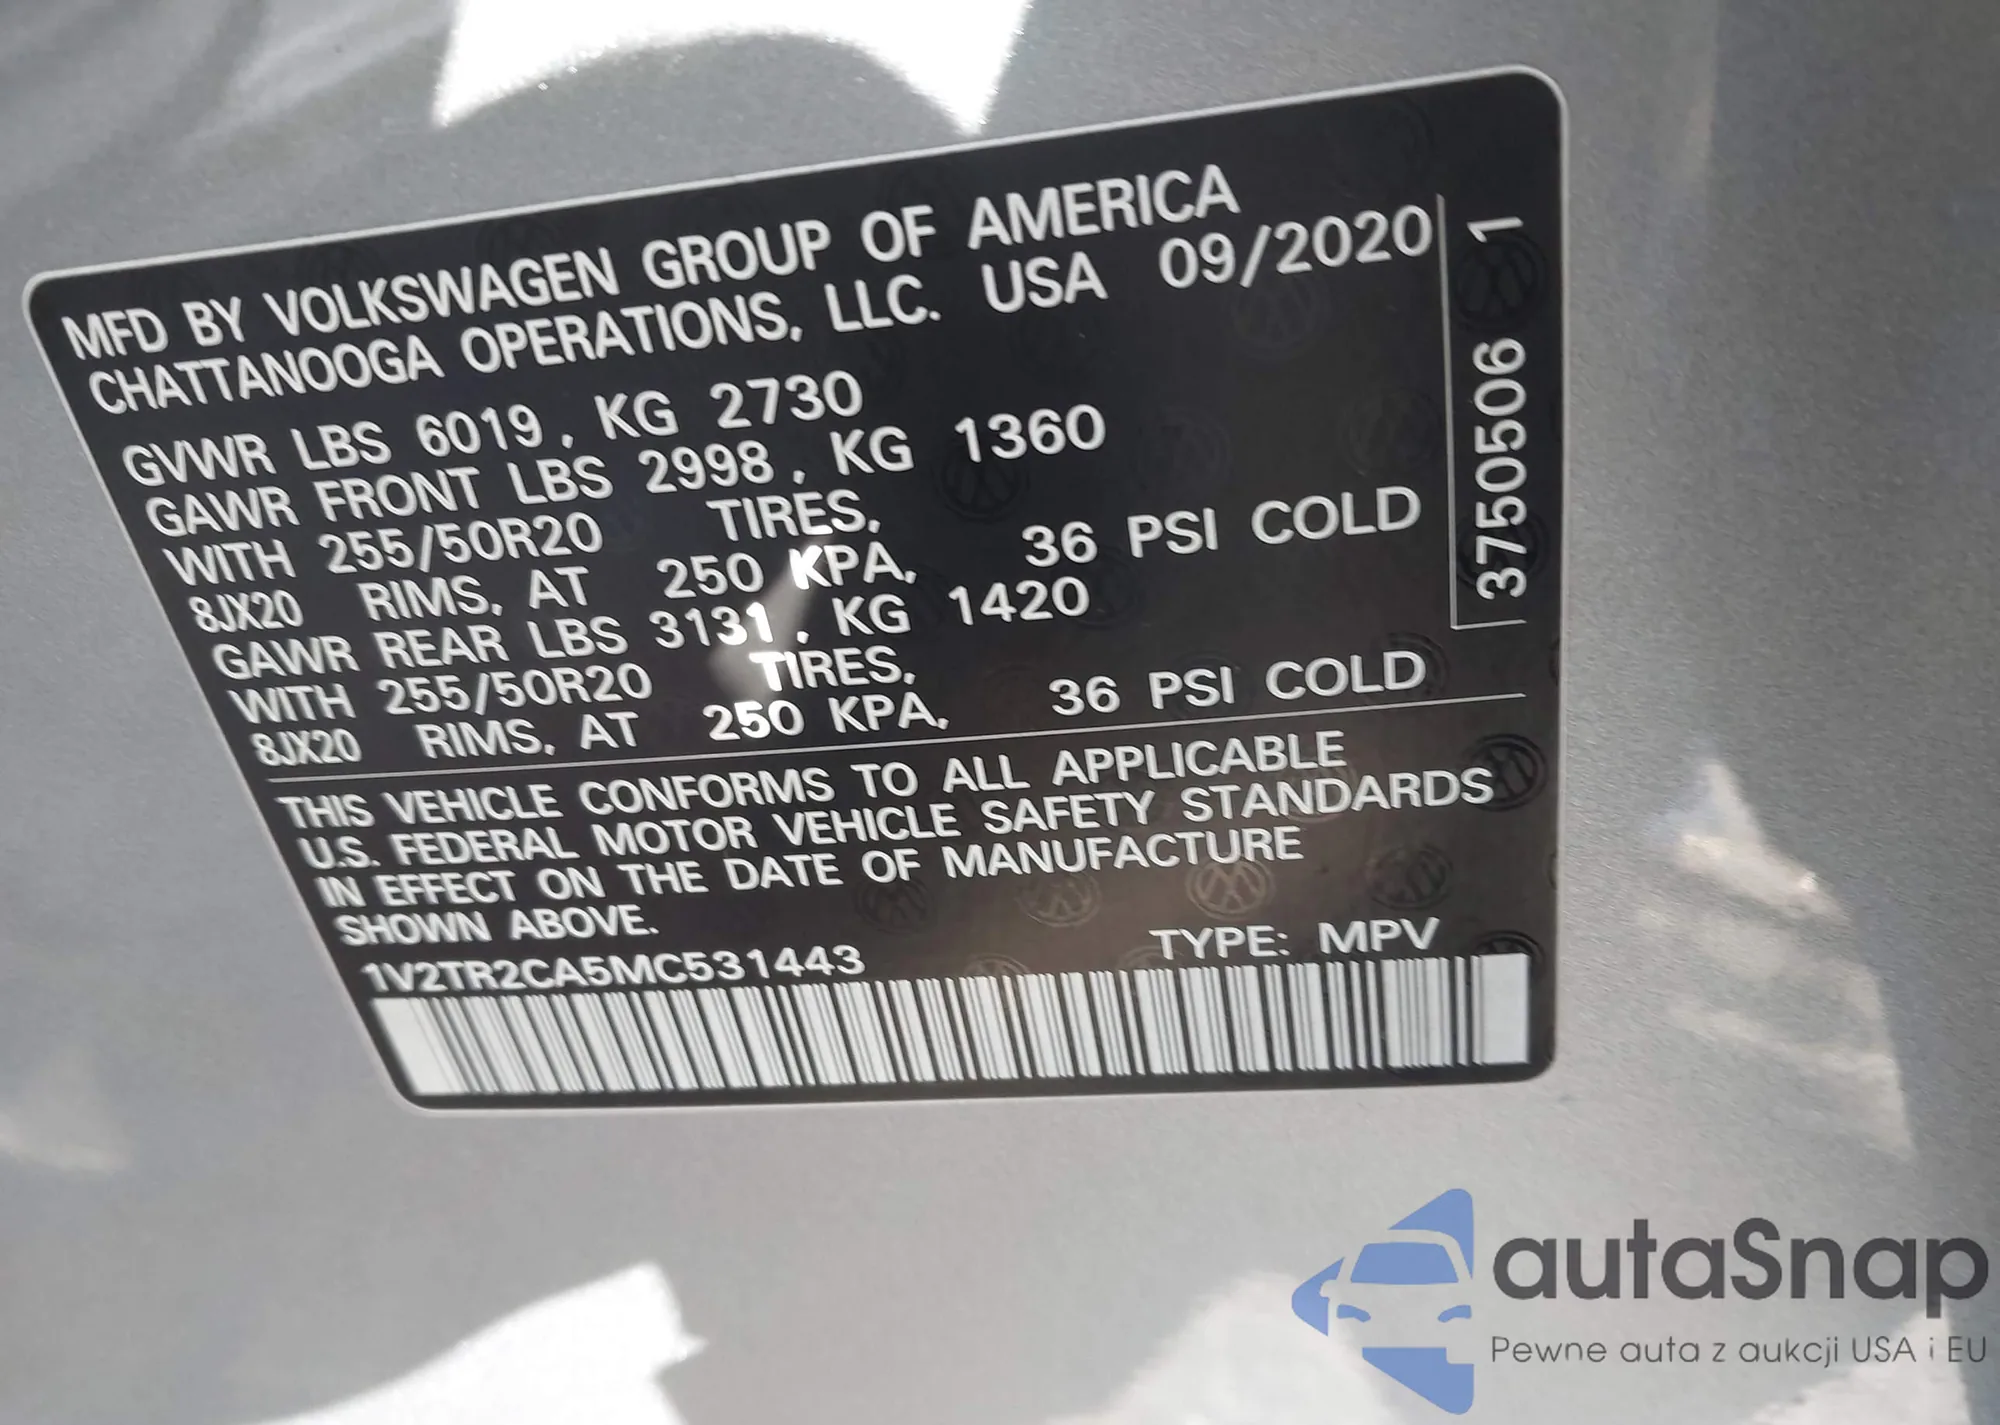 MFD BY VOLKSWAGEN GROUP OF AMERICA
CHATTANOOGA OPERATIONS, LLC. USA 09/2020
GVWR LBS 6019, KG 2730
GAWR FRONT LBS 2998, KG 1360
WITH 255/50R20 TIRES,
8JX20 RIMS, AT 250 KPA, 36 PSI COLD
GAWR REAR LBS 3131, KG 1420
WITH 255/50R20 TIRES,
8JX20 RIMS, AT 250 KPA, 36 PSI COLD
3750506 1
THIS VEHICLE CONFORMS TO ALL APPLICABLE
U.S. FEDERAL MOTOR VEHICLE SAFETY STANDARDS
IN EFFECT ON THE DATE OF MANUFACTURE
SHOWN ABOVE.
1V2TR2CA5MC531443 TYPE: MPV
autaSnap
Pewne auta z aukcji USA i EU